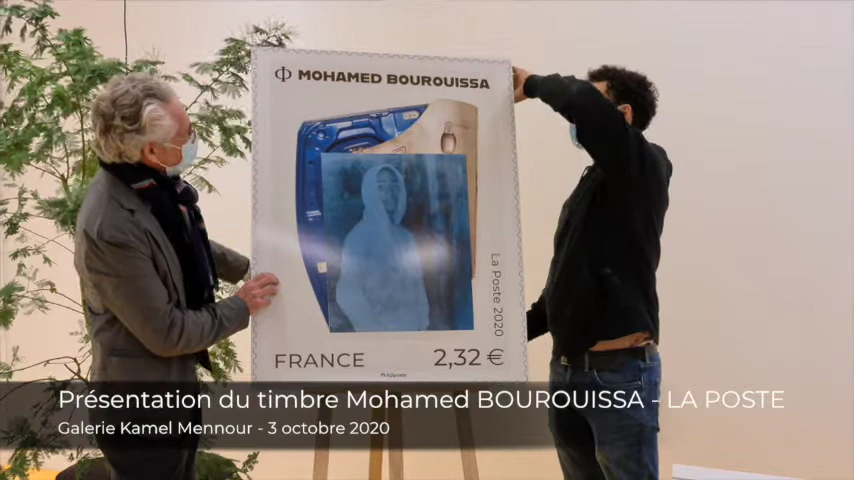 MOHAMED BOUROUISSA
La Poste 2020
FRANCE
2,32 €
Présentation du timbre Mohamed BOUROUISSA - LA POSTE
Galerie Kamel Mennour - 3 octobre 2020